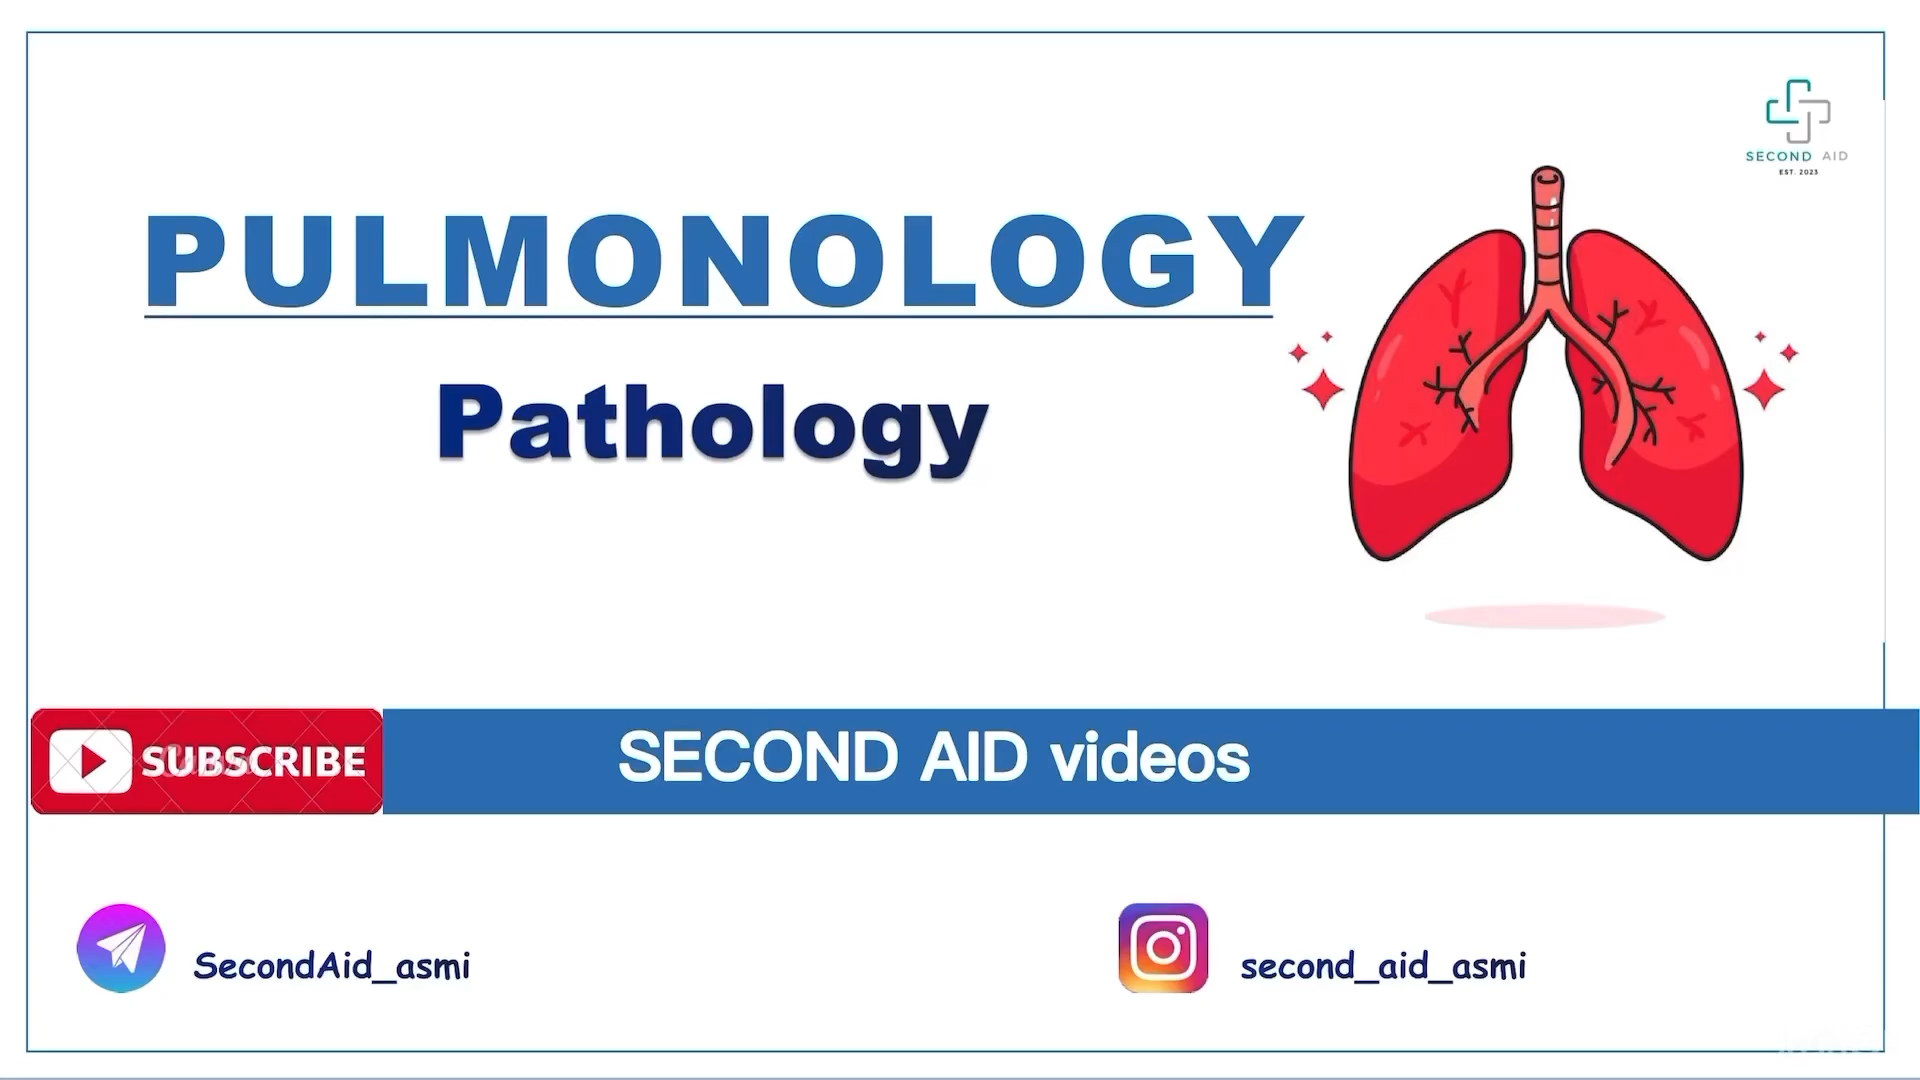 SECOND AID
EST. 2023
PULMONOLOGY
Pathology
SUBSCRIBE
SECOND AID videos
SecondAid_asmi
second_aid_asmi